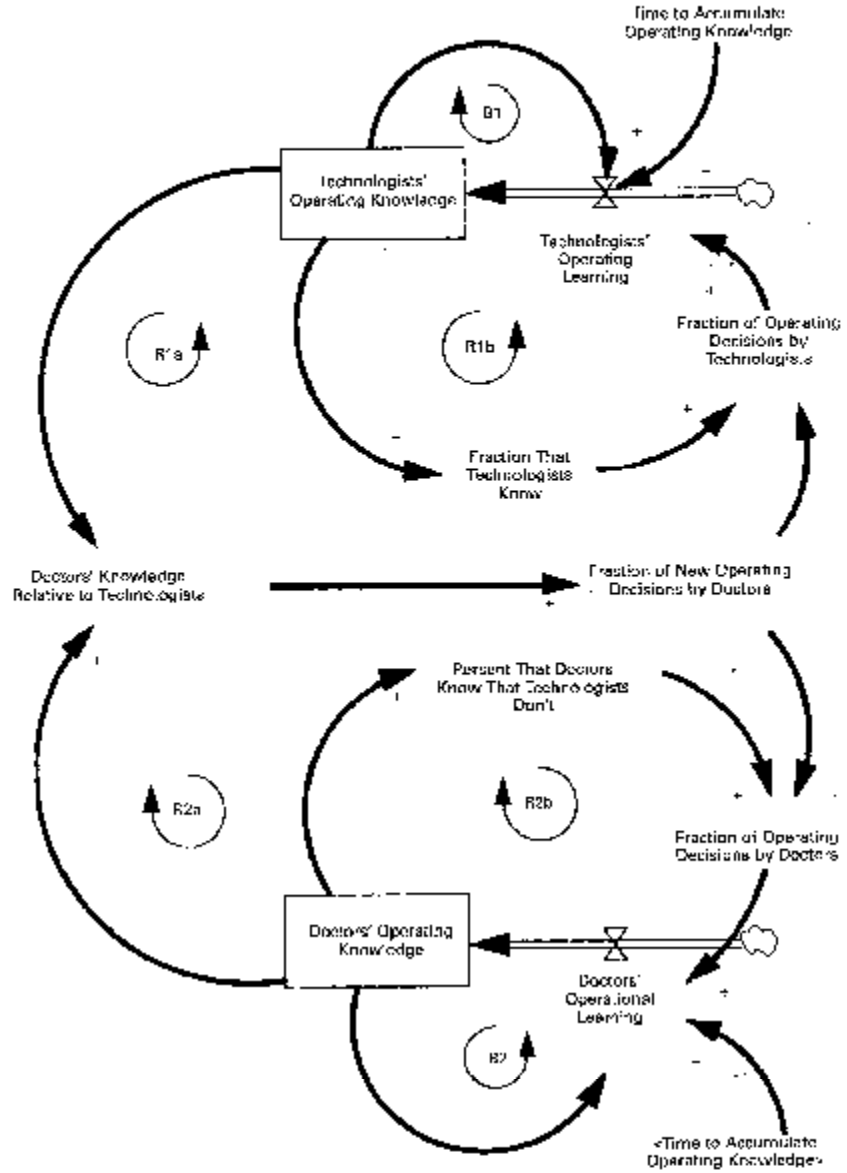 Time to Accumulate
Operating Knowledge
B1
+
Technologists'
Operating Knowledge
-
Technologists'
Operating
Learning
+
Fraction of Operating
Decisions by
Technologists
R1a
R1b
+
-
Fraction That
Technologists
Know
Doctors' Knowledge
Relative to Technologists
Fraction of New Operating
Decisions by Doctors
+
+
Percent That Doctors
Know That Technologists
Don't
+
R2a
R2b
+
Fraction of Operating
Decisions by Doctors
Doctors' Operating
Knowledge
Doctors'
Operational
Learning
+
B2
-
<Time to Accumulate
Operating Knowledge>